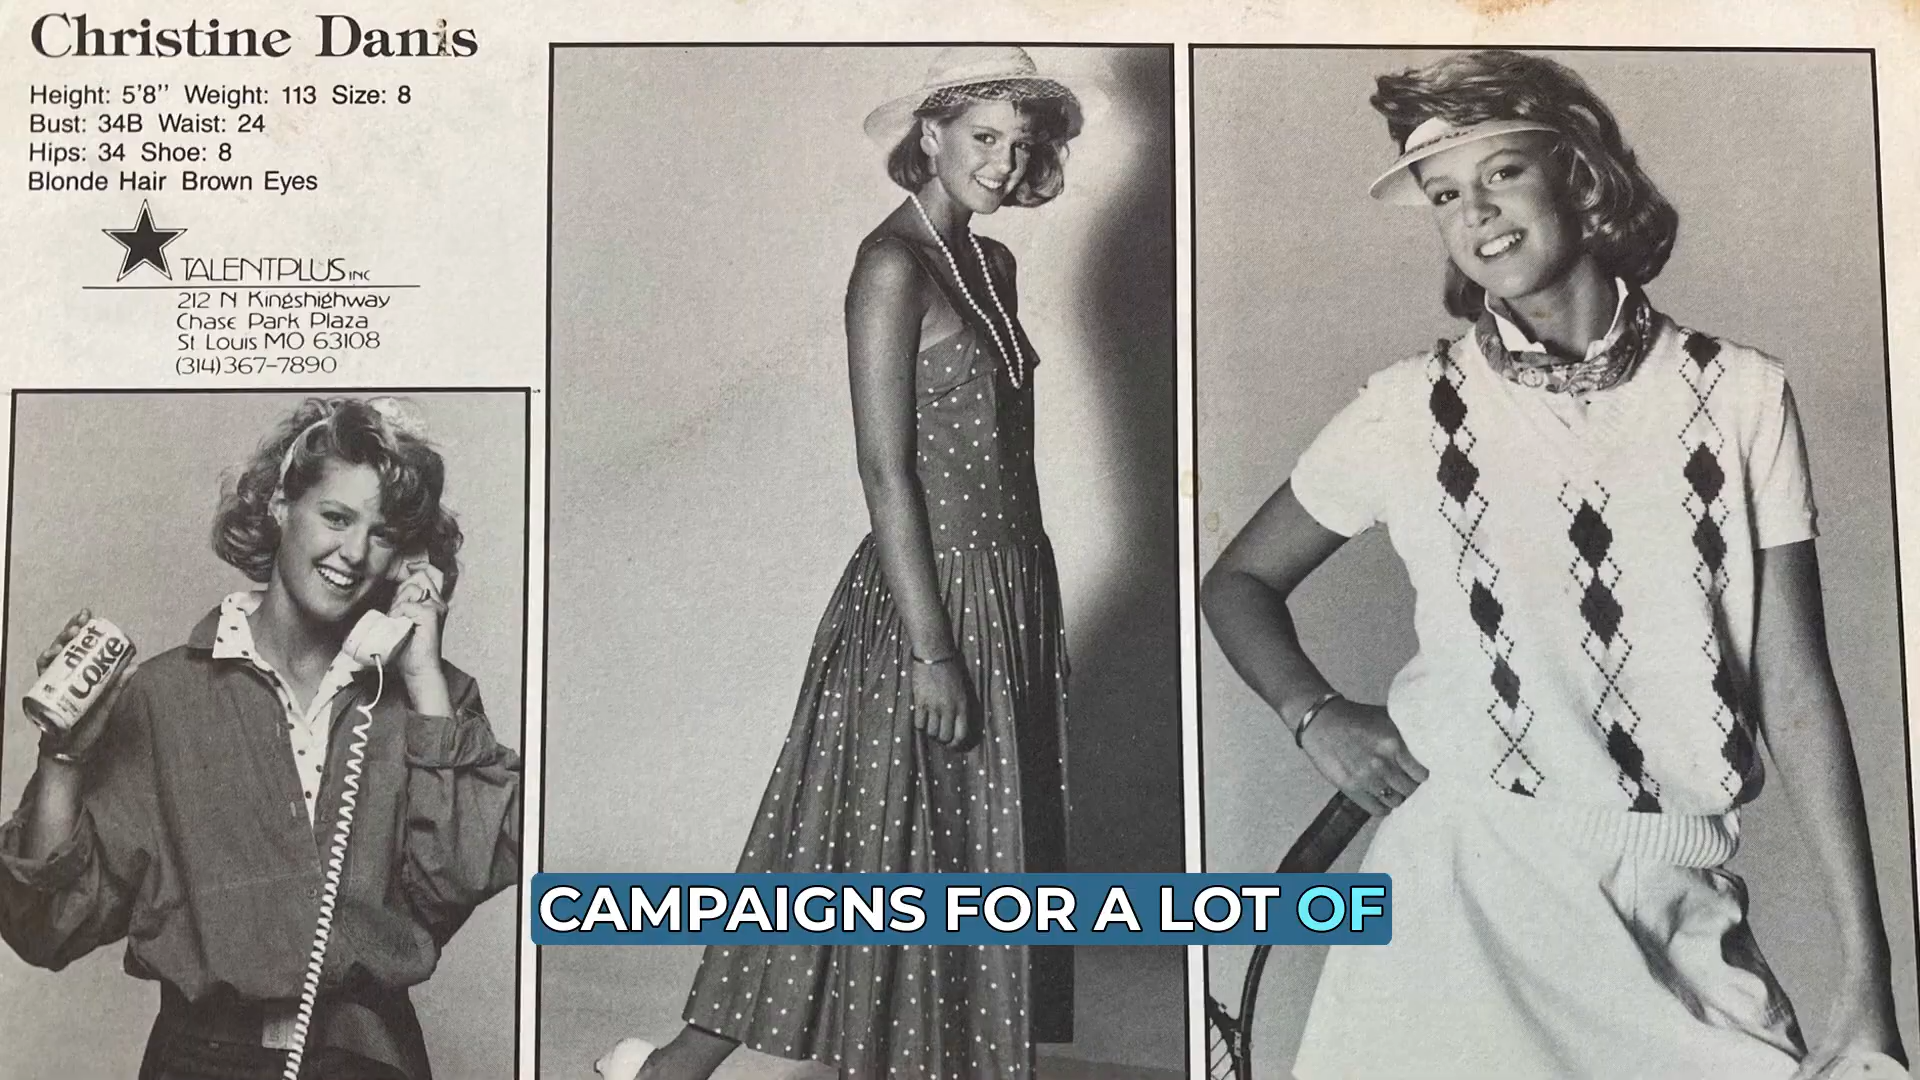 Christine Danis
Height: 5'8" Weight: 113 Size: 8
Bust: 34B Waist: 24
Hips: 34 Shoe: 8
Blonde Hair Brown Eyes
TALENTPLUS INC
212 N Kingshighway
Chase Park Plaza
St Louis MO 63108
(314)367-7890
diet
Coke
CAMPAIGNS FOR A LOT OF